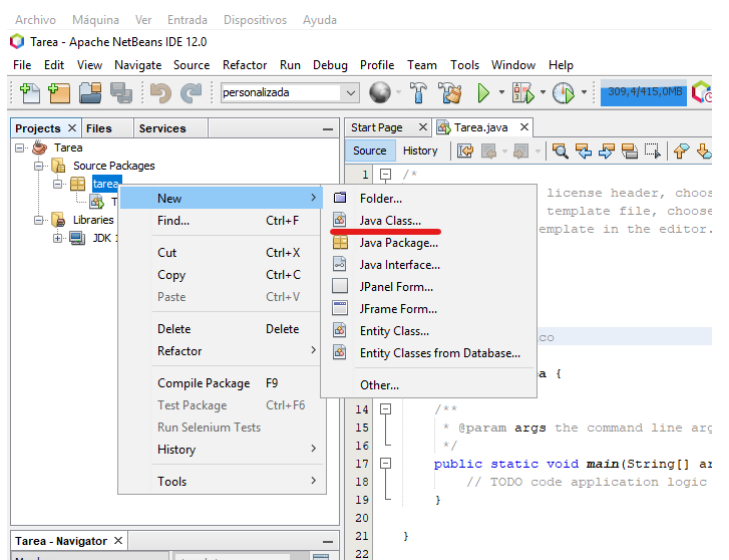 Archivo Máquina Ver Entrada Dispositivos Ayuda
Tarea - Apache NetBeans IDE 12.0
File Edit View Navigate Source Refactor Run Debug Profile Team Tools Window Help
personalizada
309,4/415,0MB
Projects × Files Services
Tarea
Source Packages
tarea
T
Libraries
JDK 1
New
Find... Ctrl+F
Cut Ctrl+X
Copy Ctrl+C
Paste Ctrl+V
Delete Delete
Refactor
Compile Package F9
Test Package Ctrl+F6
Run Selenium Tests
History
Tools
Folder...
Java Class...
Java Package...
Java Interface...
JPanel Form...
JFrame Form...
Entity Class...
Entity Classes from Database...
Other...
Start Page × Tarea.java ×
Source History
1 /*
license header, choos
template file, choose
emplate in the editor.
co
a {
14 /**
15 * @param args the command line arg
16 */
17 public static void main(String[] ar
18 // TODO code application logic
19 }
20
21 }
22
Tarea - Navigator ×